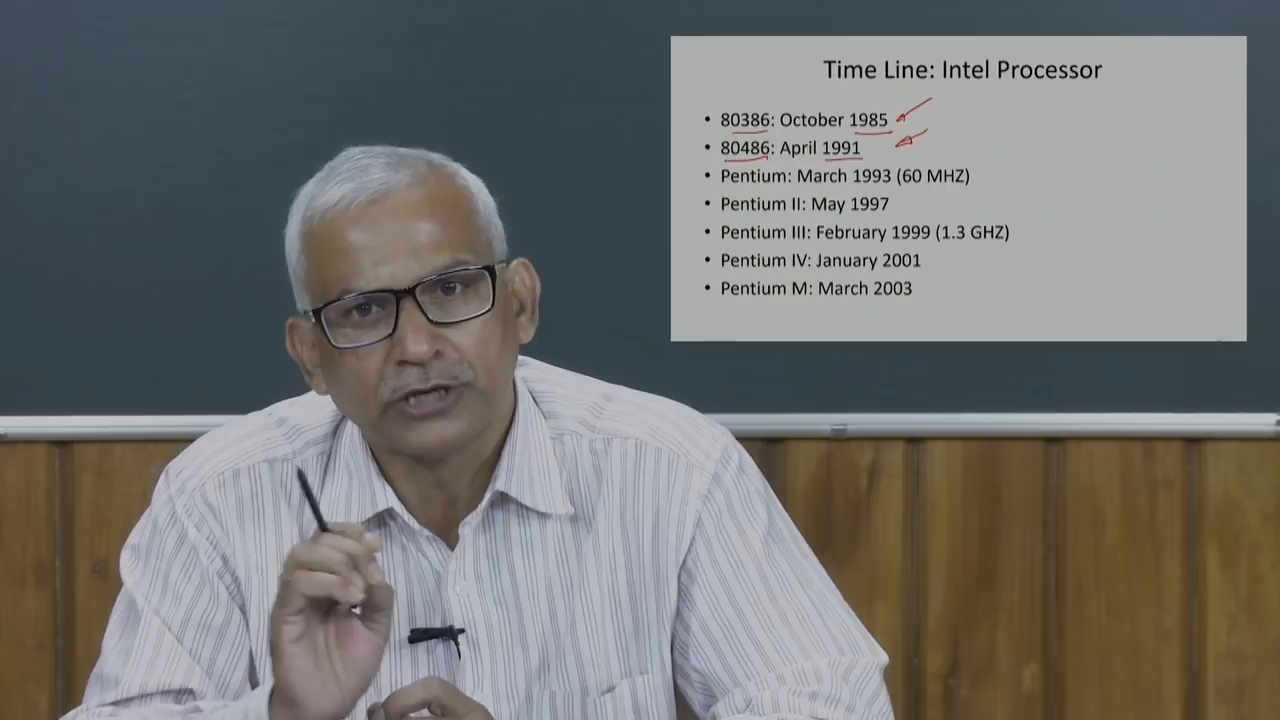 Time Line: Intel Processor
• 80386: October 1985
• 80486: April 1991
• Pentium: March 1993 (60 MHZ)
• Pentium II: May 1997
• Pentium III: February 1999 (1.3 GHZ)
• Pentium IV: January 2001
• Pentium M: March 2003